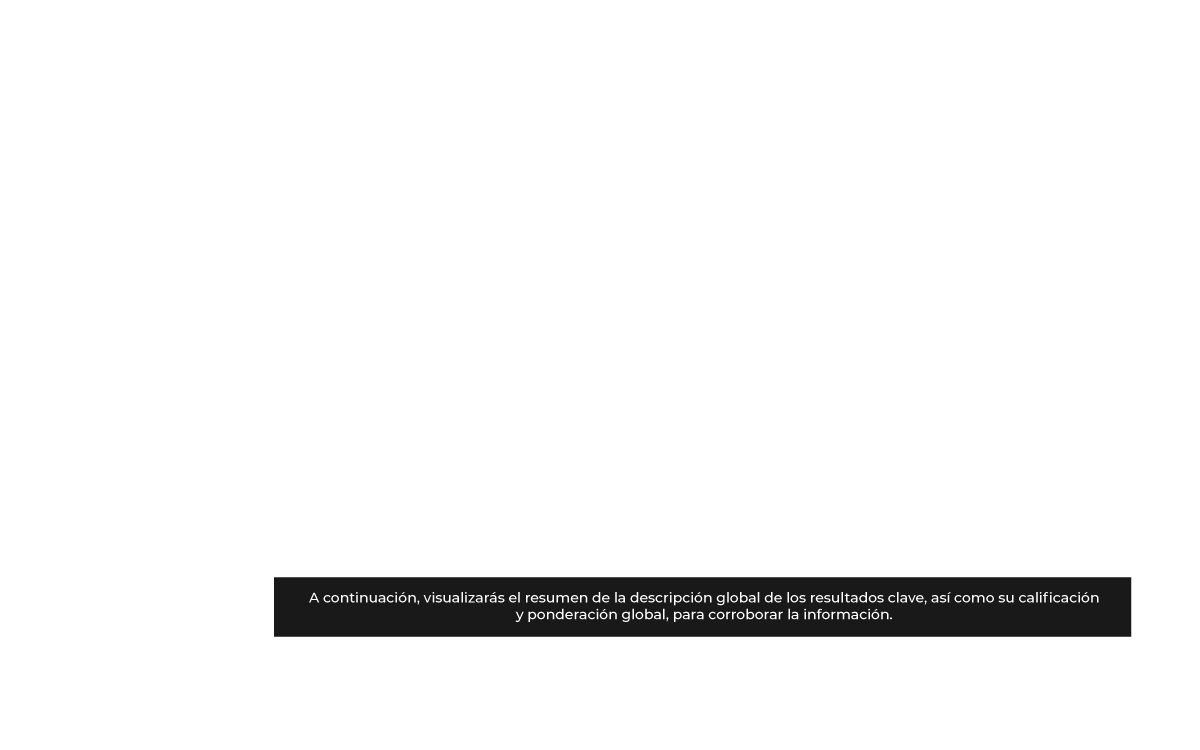 A continuación, visualizarás el resumen de la descripción global de los resultados clave, así como su calificación
y ponderación global, para corroborar la información.